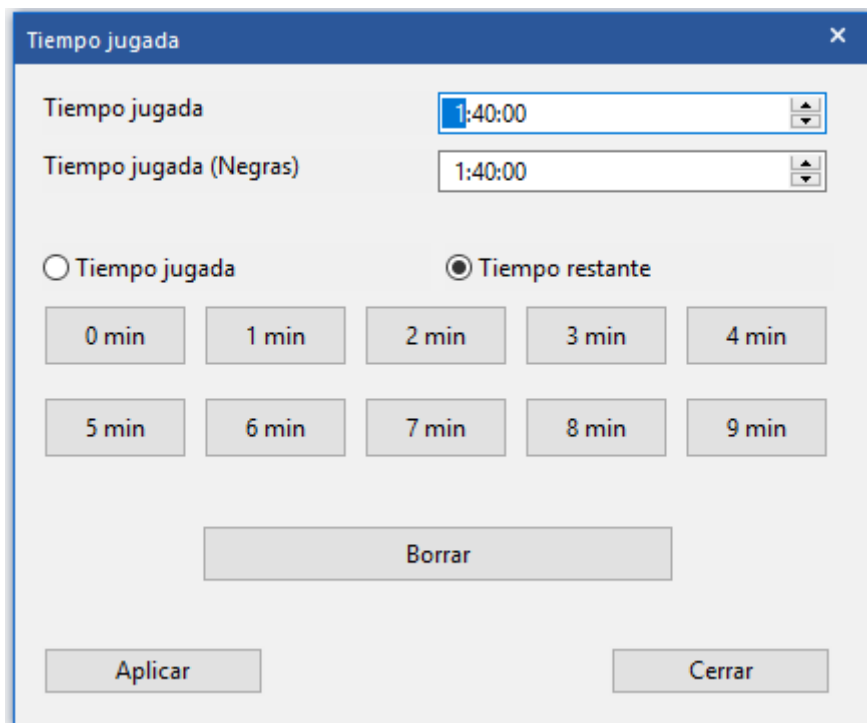 Tiempo jugada
Tiempo jugada 1:40:00
Tiempo jugada (Negras) 1:40:00
Tiempo jugada Tiempo restante
0 min 1 min 2 min 3 min 4 min
5 min 6 min 7 min 8 min 9 min
Borrar
Aplicar Cerrar